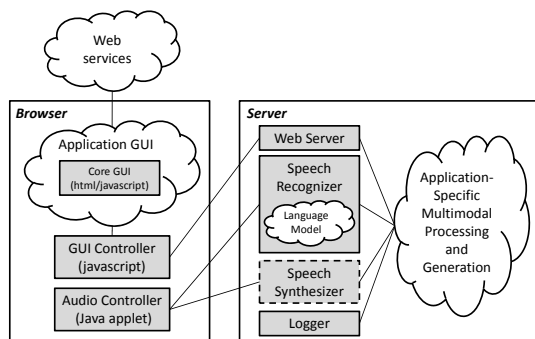 Web
services
Browser
Application GUI
Core GUI
(html/javascript)
GUI Controller
(javascript)
Audio Controller
(Java applet)
Server
Web Server
Speech
Recognizer
Language
Model
Speech
Synthesizer
Logger
Application-
Specific
Multimodal
Processing
and
Generation